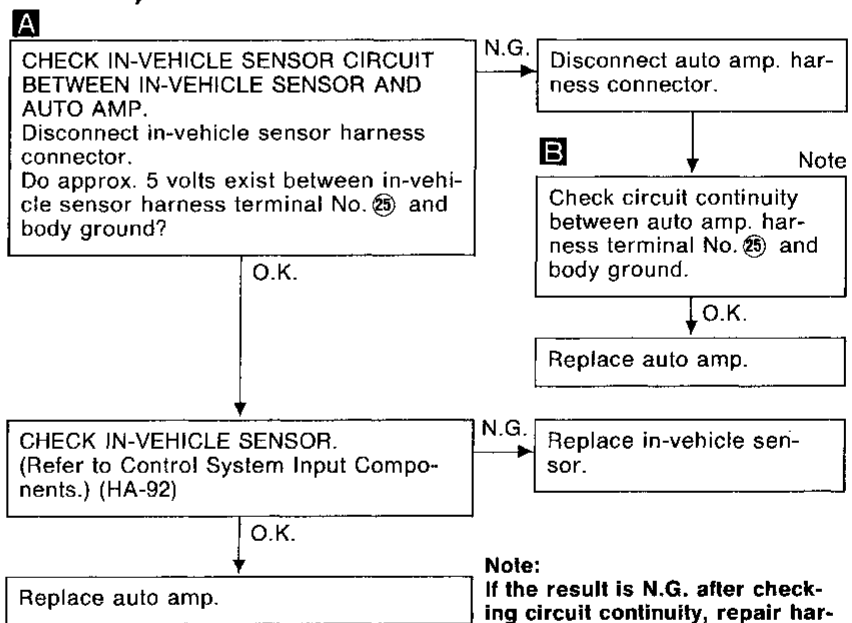 A
CHECK IN-VEHICLE SENSOR CIRCUIT
BETWEEN IN-VEHICLE SENSOR AND
AUTO AMP.
Disconnect in-vehicle sensor harness
connector.
Do approx. 5 volts exist between in-vehi-
cle sensor harness terminal No. ㉕ and
body ground?
N.G.
Disconnect auto amp. har-
ness connector.
B
Note
Check circuit continuity
between auto amp. har-
ness terminal No. ㉕ and
body ground.
O.K.
Replace auto amp.
O.K.
CHECK IN-VEHICLE SENSOR.
(Refer to Control System Input Compo-
nents.) (HA-92)
N.G.
Replace in-vehicle sen-
sor.
O.K.
Replace auto amp.
Note:
If the result is N.G. after check-
ing circuit continuity, repair har-